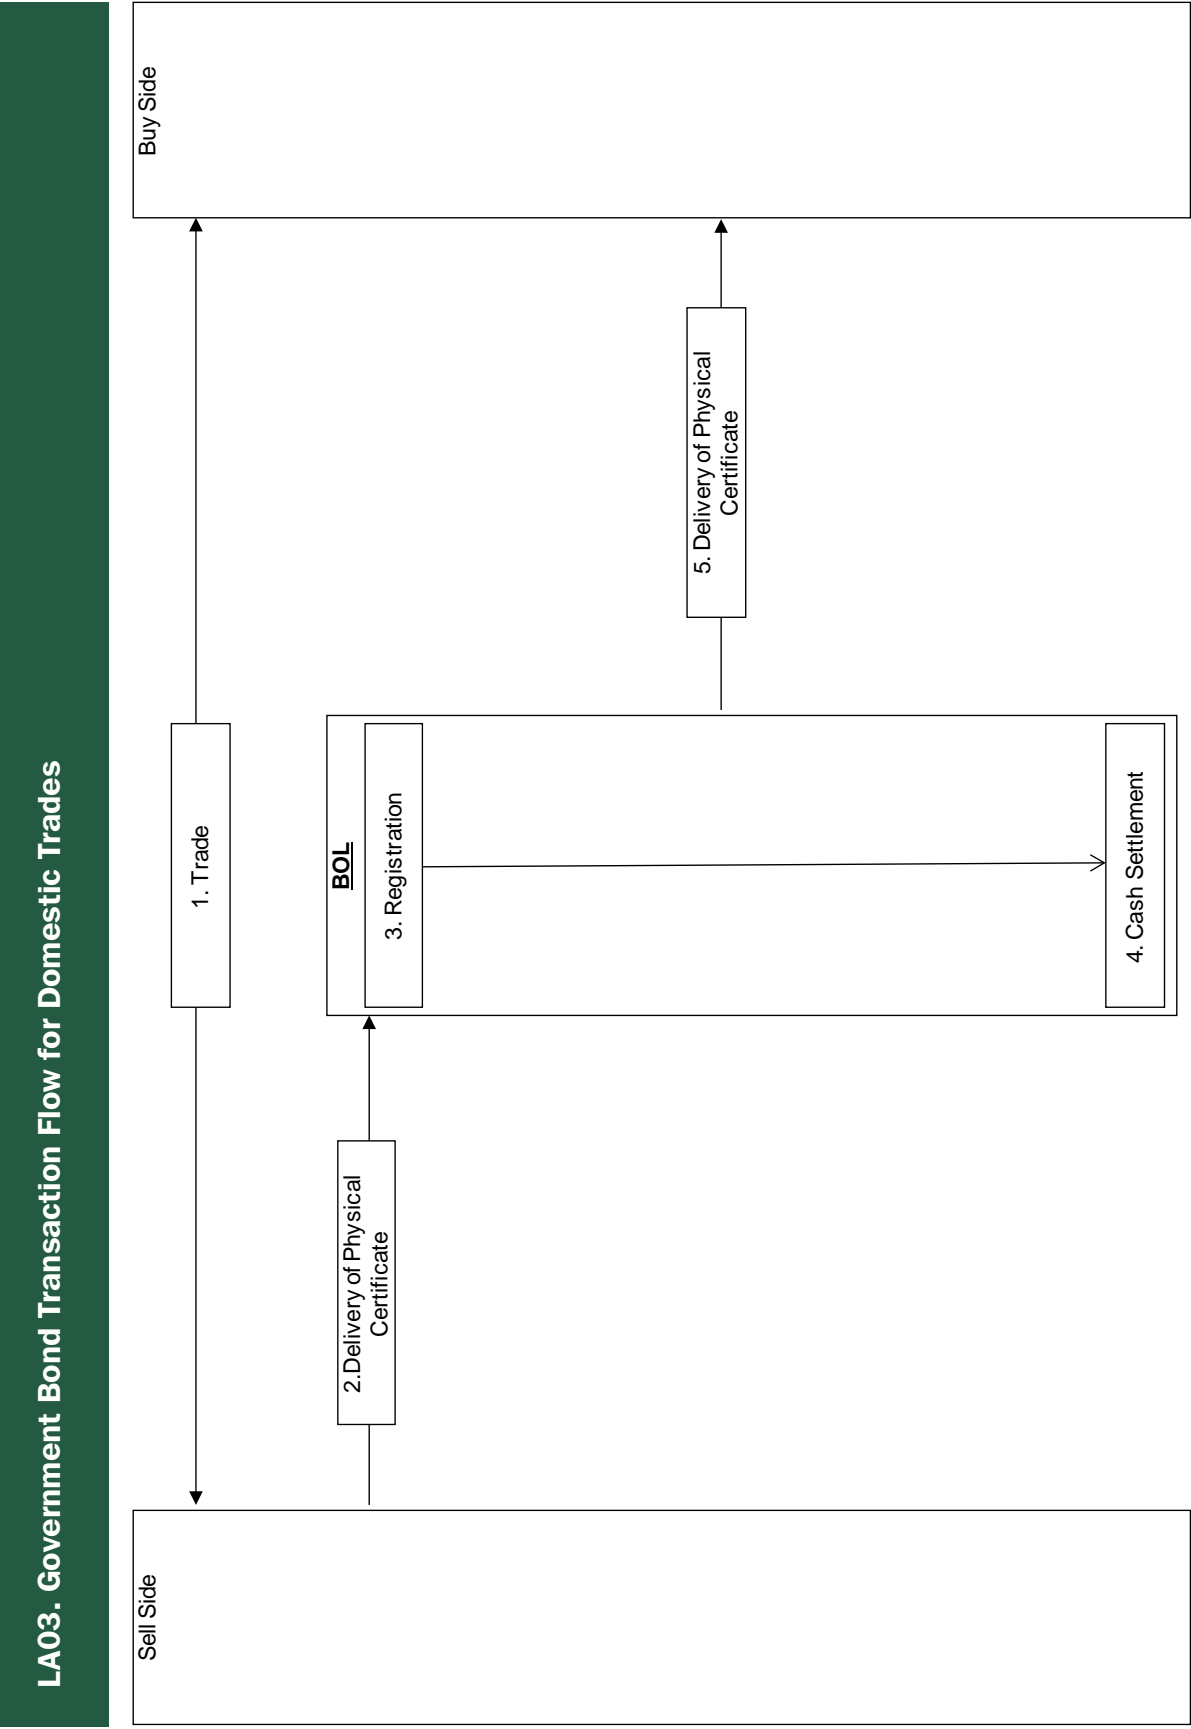 LA03. Government Bond Transaction Flow for Domestic Trades
Sell Side
Buy Side
1. Trade
2.Delivery of Physical
Certificate
BOL
3. Registration
4. Cash Settlement
5. Delivery of Physical
Certificate